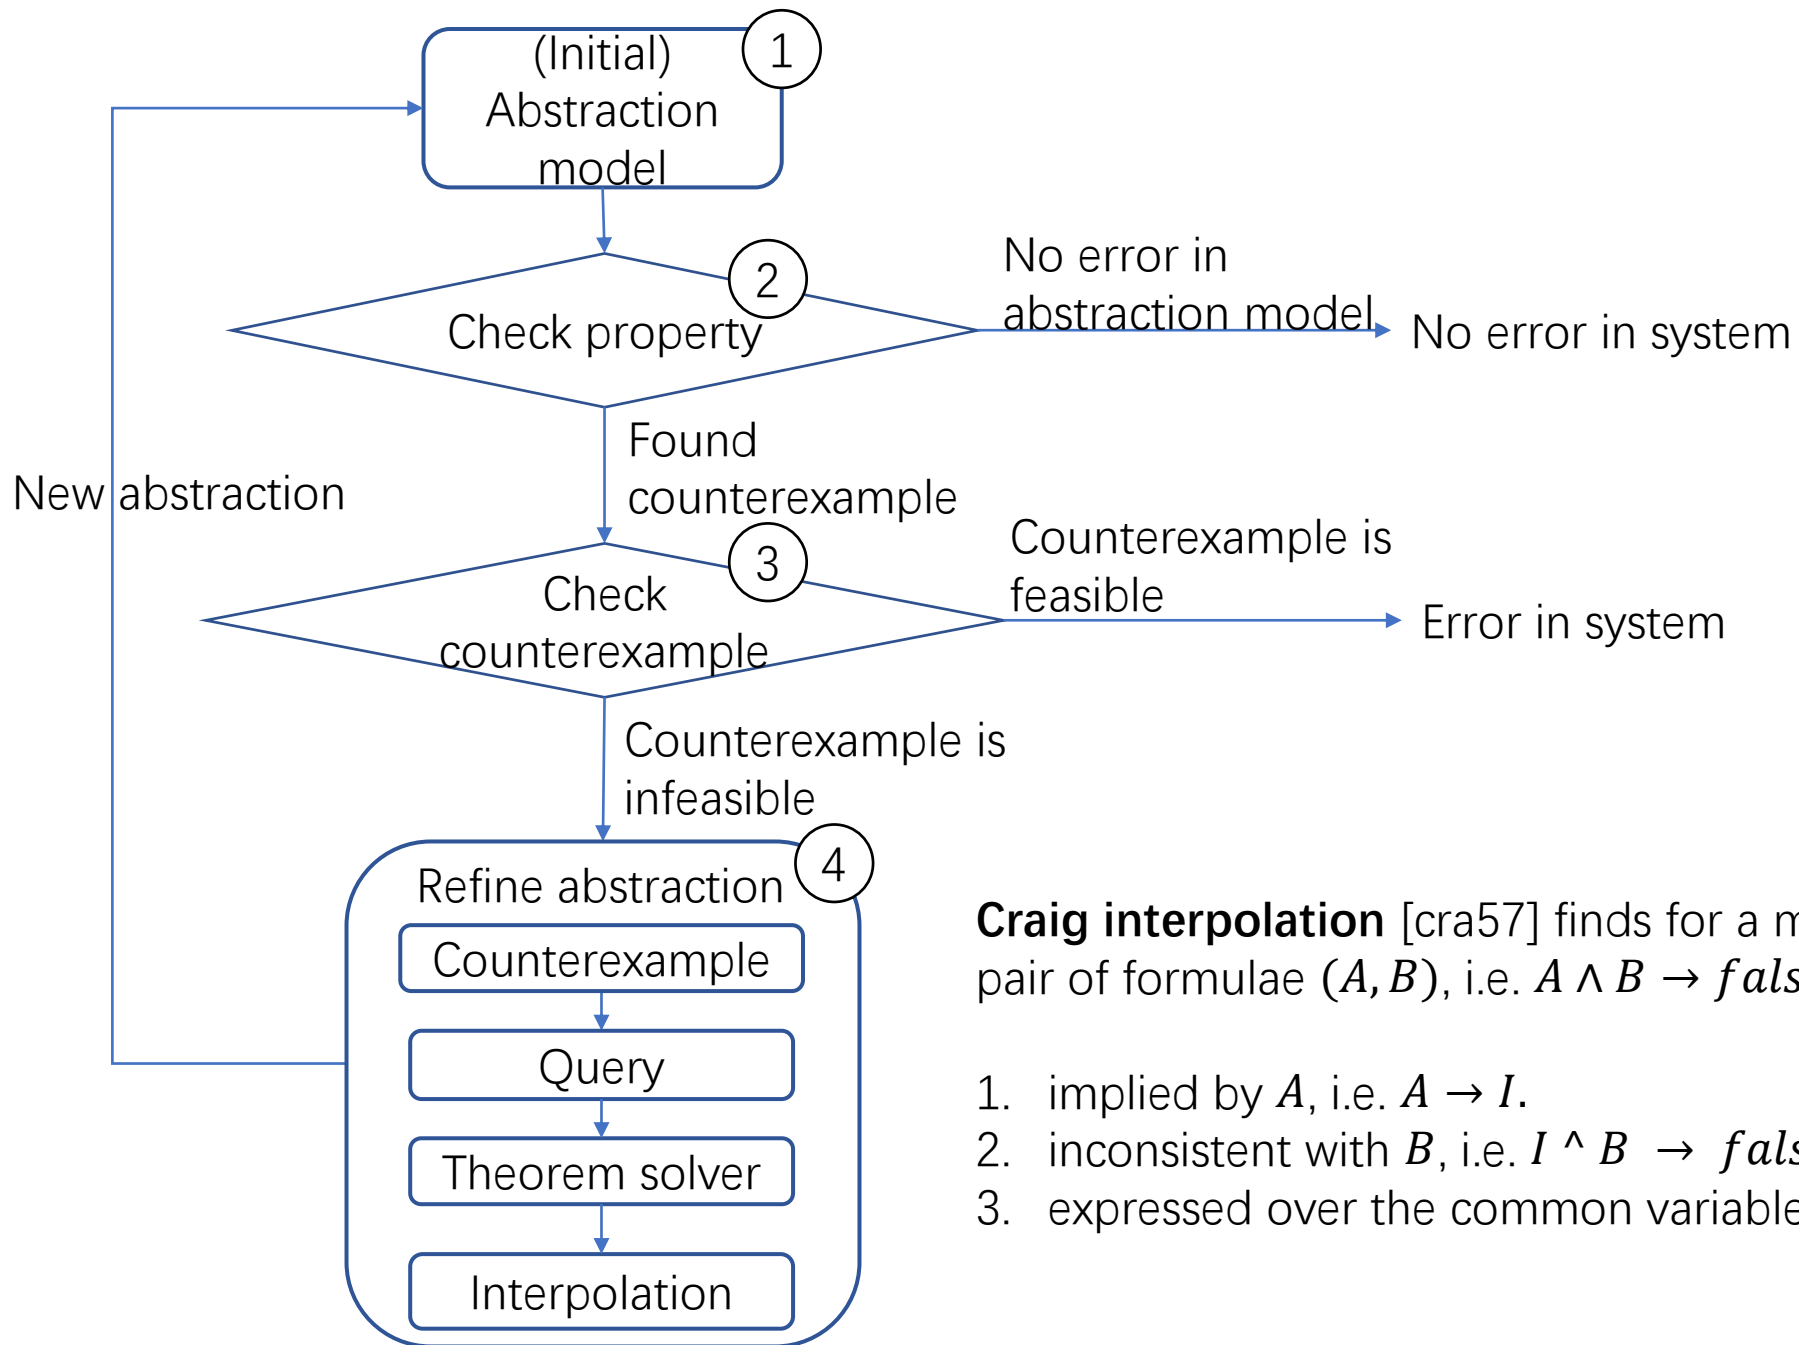 (Initial)
Abstraction
model
1
2
Check property
No error in
abstraction model
No error in system
Found
counterexample
New abstraction
3
Check
counterexample
Counterexample is
feasible
Error in system
Counterexample is
infeasible
4
Refine abstraction
Counterexample
Query
Theorem solver
Interpolation
Craig interpolation [cra57] finds for a
pair of formulae (A, B), i.e. A ∧ B →
1. implied by A, i.e. A → I.
2. inconsistent with B, i.e. I ^ B →
3. expressed over the common